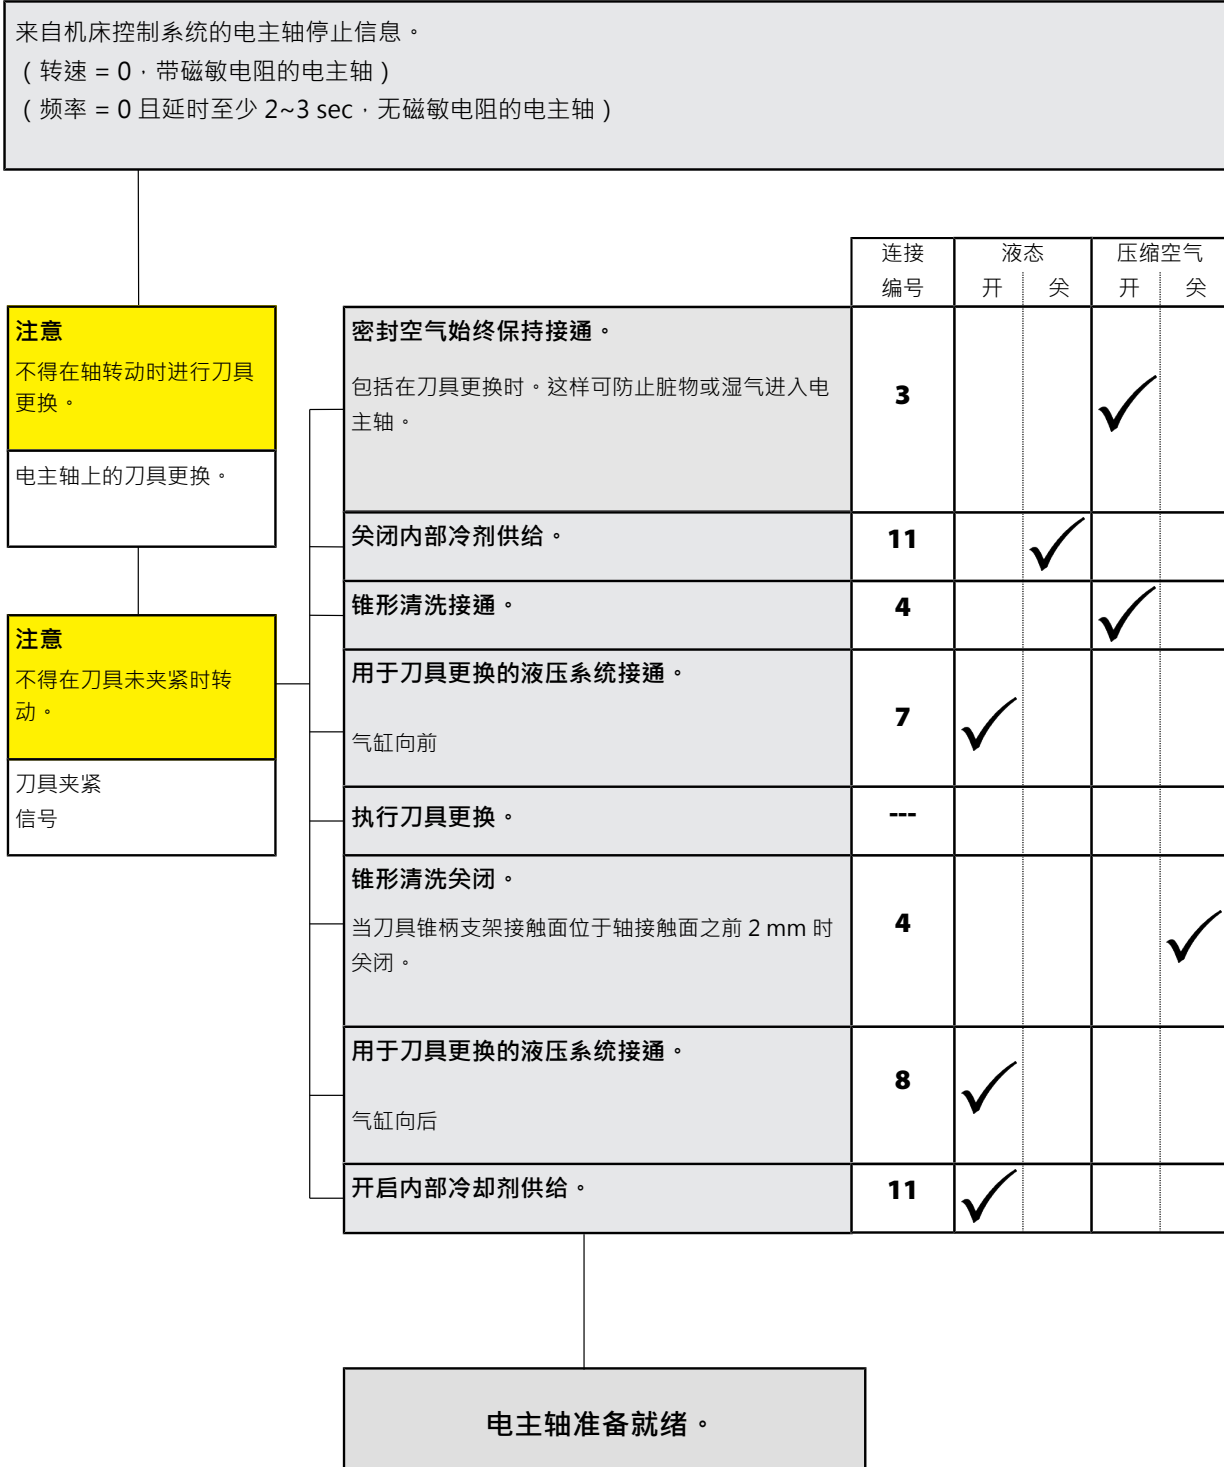 来自机床控制系统的电主轴停止信息。
（转速 = 0，带磁敏电阻的电主轴）
（频率 = 0 且延时至少 2~3 sec，无磁敏电阻的电主轴）
连接 液态 压缩空气
编号 开 关 开 关
注意
不得在轴转动时进行刀具
更换。
电主轴上的刀具更换。
注意
不得在刀具未夹紧时转
动。
刀具夹紧
信号
密封空气始终保持接通。
包括在刀具更换时。这样可防止脏物或湿气进入电
主轴。
3
关闭内部冷剂供给。
11
锥形清洗接通。
4
用于刀具更换的液压系统接通。
7
气缸向前
执行刀具更换。
---
锥形清洗关闭。
当刀具锥柄支架接触面位于轴接触面之前 2 mm 时
关闭。
4
用于刀具更换的液压系统接通。
8
气缸向后
开启内部冷却剂供给。
11
电主轴准备就绪。